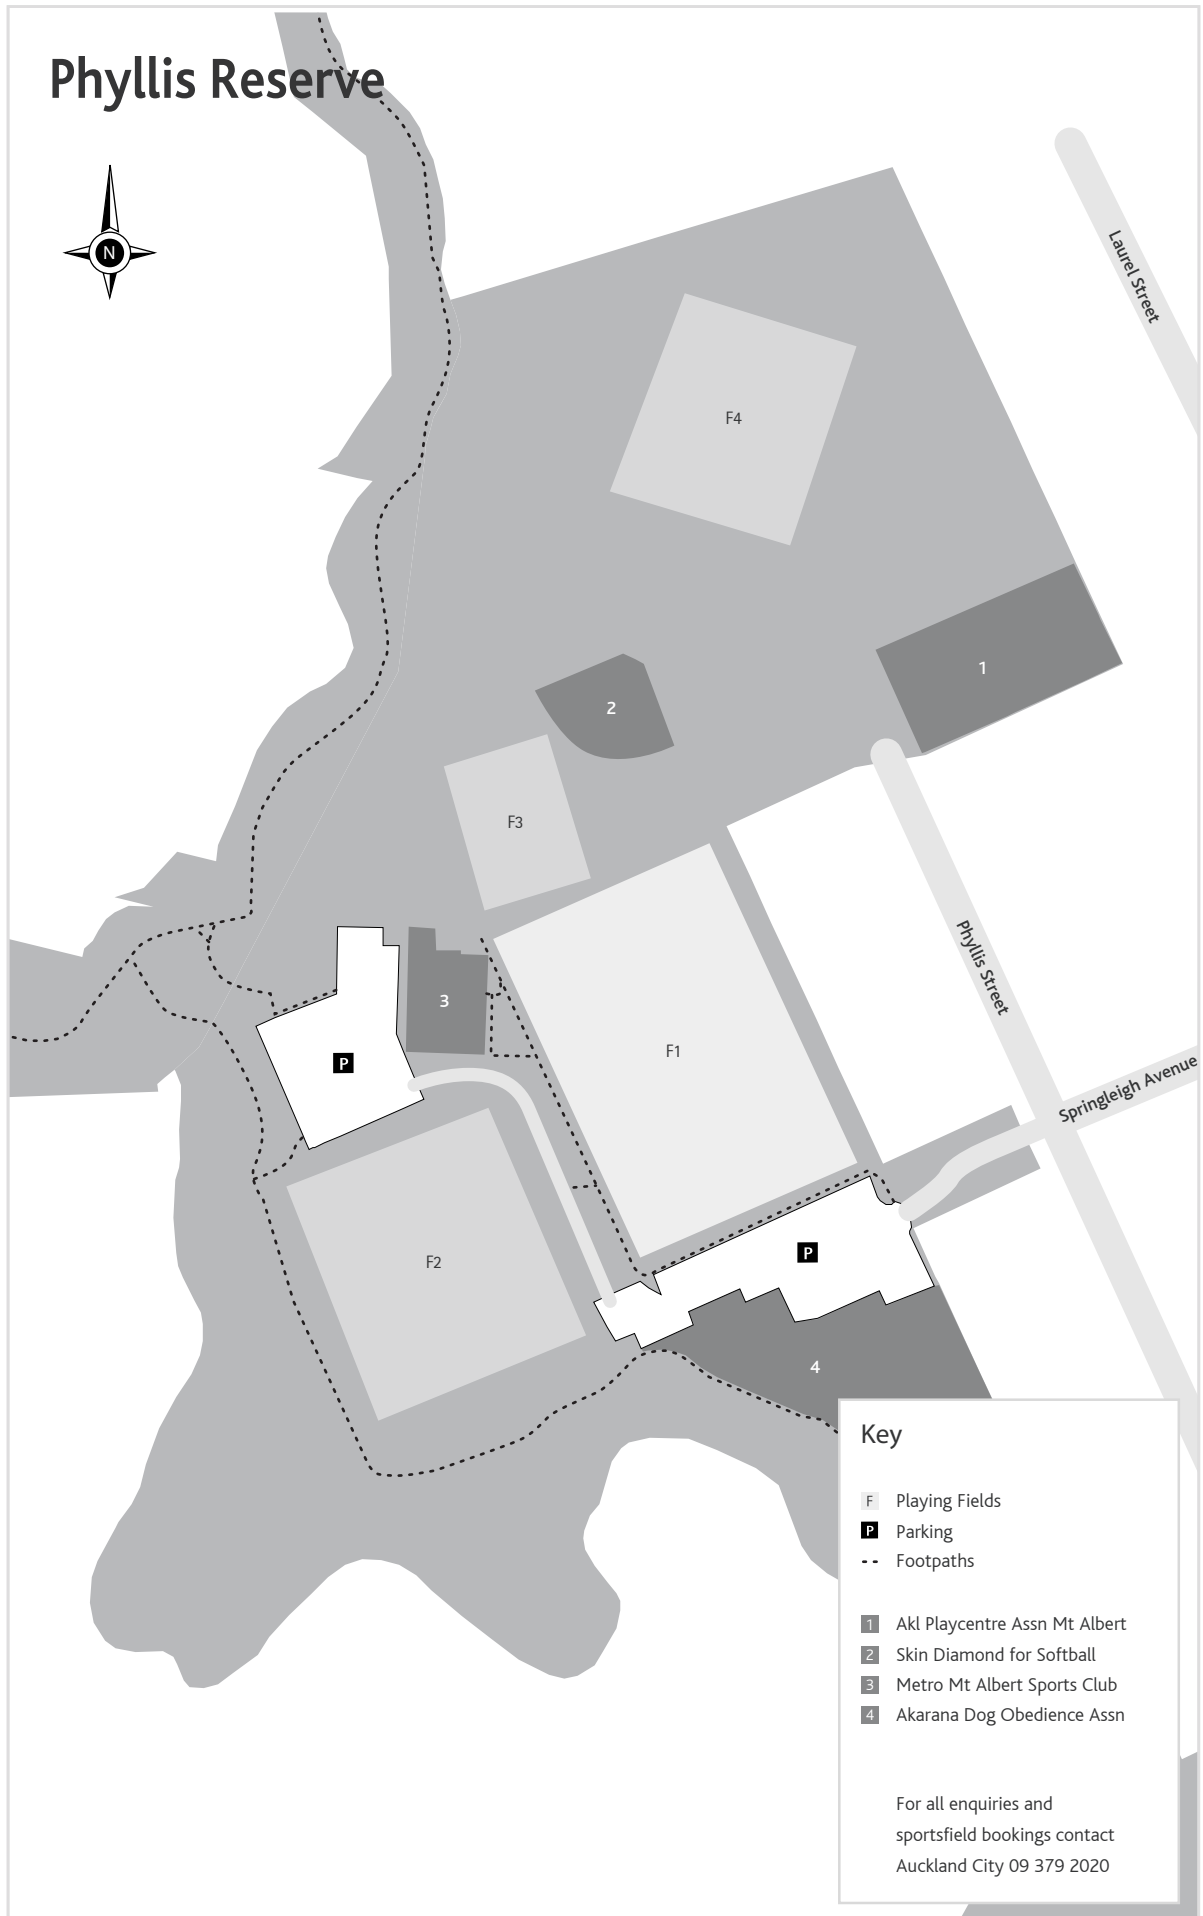 Phyllis Reserve
N
Laurel Street
F4
1
2
F3
Phyllis Street
3
F1
P
Springleigh Avenue
F2
P
4
Key
F Playing Fields
P Parking
Footpaths
1 Akl Playcentre Assn Mt Albert
2 Skin Diamond for Softball
3 Metro Mt Albert Sports Club
4 Akarana Dog Obedience Assn
For all enquiries and
sportsfield bookings contact
Auckland City 09 379 2020